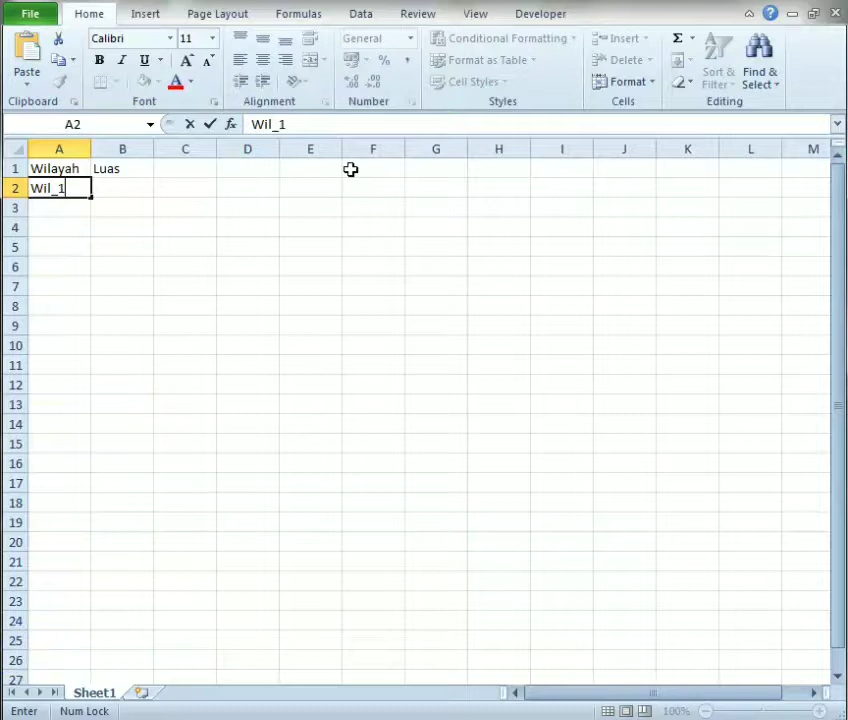 File Home Insert Page Layout Formulas Data Review View Developer
Calibri 11 General Conditional Formatting Insert Σ
Paste B I U A A Format as Table Delete Sort & Find &
A % , Cell Styles Format Filter Select
Clipboard Font Alignment Number Styles Cells Editing
A2 fx Wil_1
A B C D E F G H I J K L M
1 Wilayah Luas
2 Wil_1
3
4
5
6
7
8
9
10
11
12
13
14
15
16
17
18
19
20
21
22
23
24
25
26
27
Sheet1
Enter Num Lock 100%